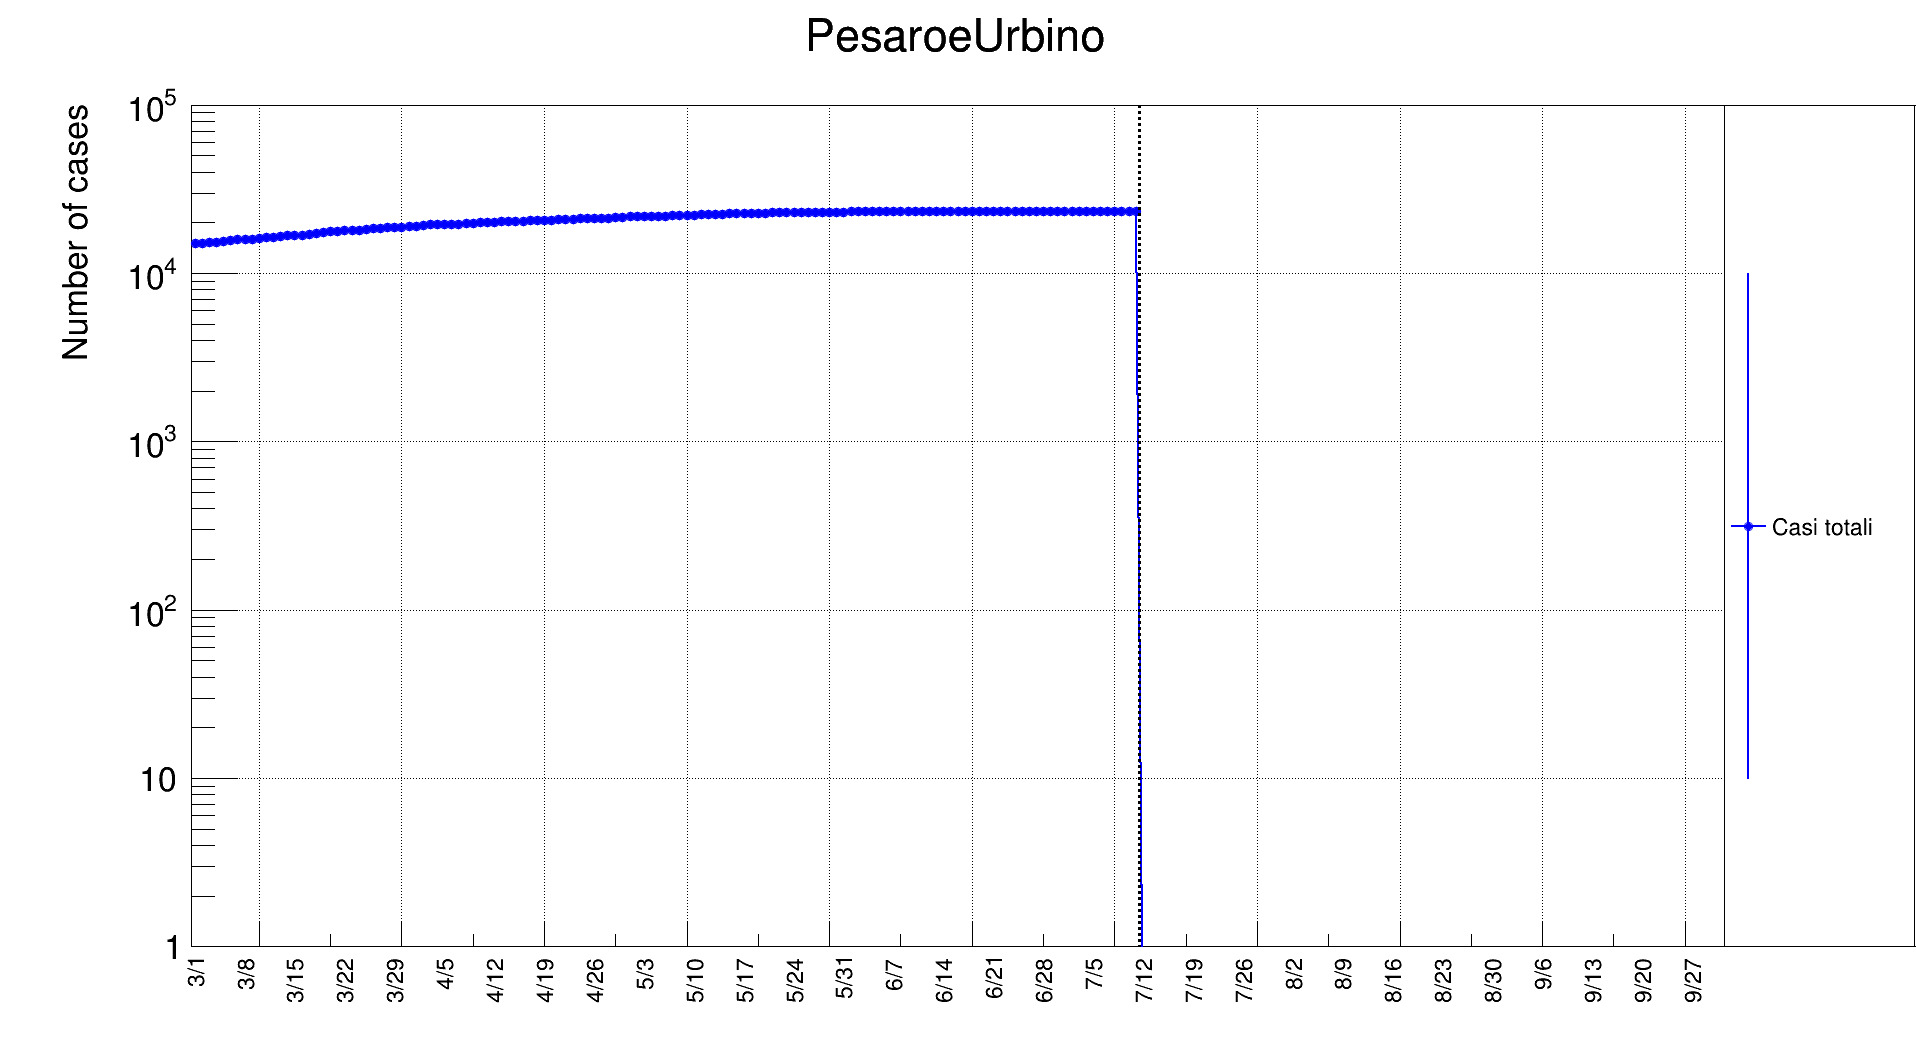 PesaroeUrbino
Number of cases
10^5
10^4
10^3
10^2
10
1
3/1 3/8 3/15 3/22 3/29 4/5 4/12 4/19 4/26 5/3 5/10 5/17 5/24 5/31 6/7 6/14 6/21 6/28 7/5 7/12 7/19 7/26 8/2 8/9 8/16 8/23 8/30 9/6 9/13 9/20 9/27
Casi totali